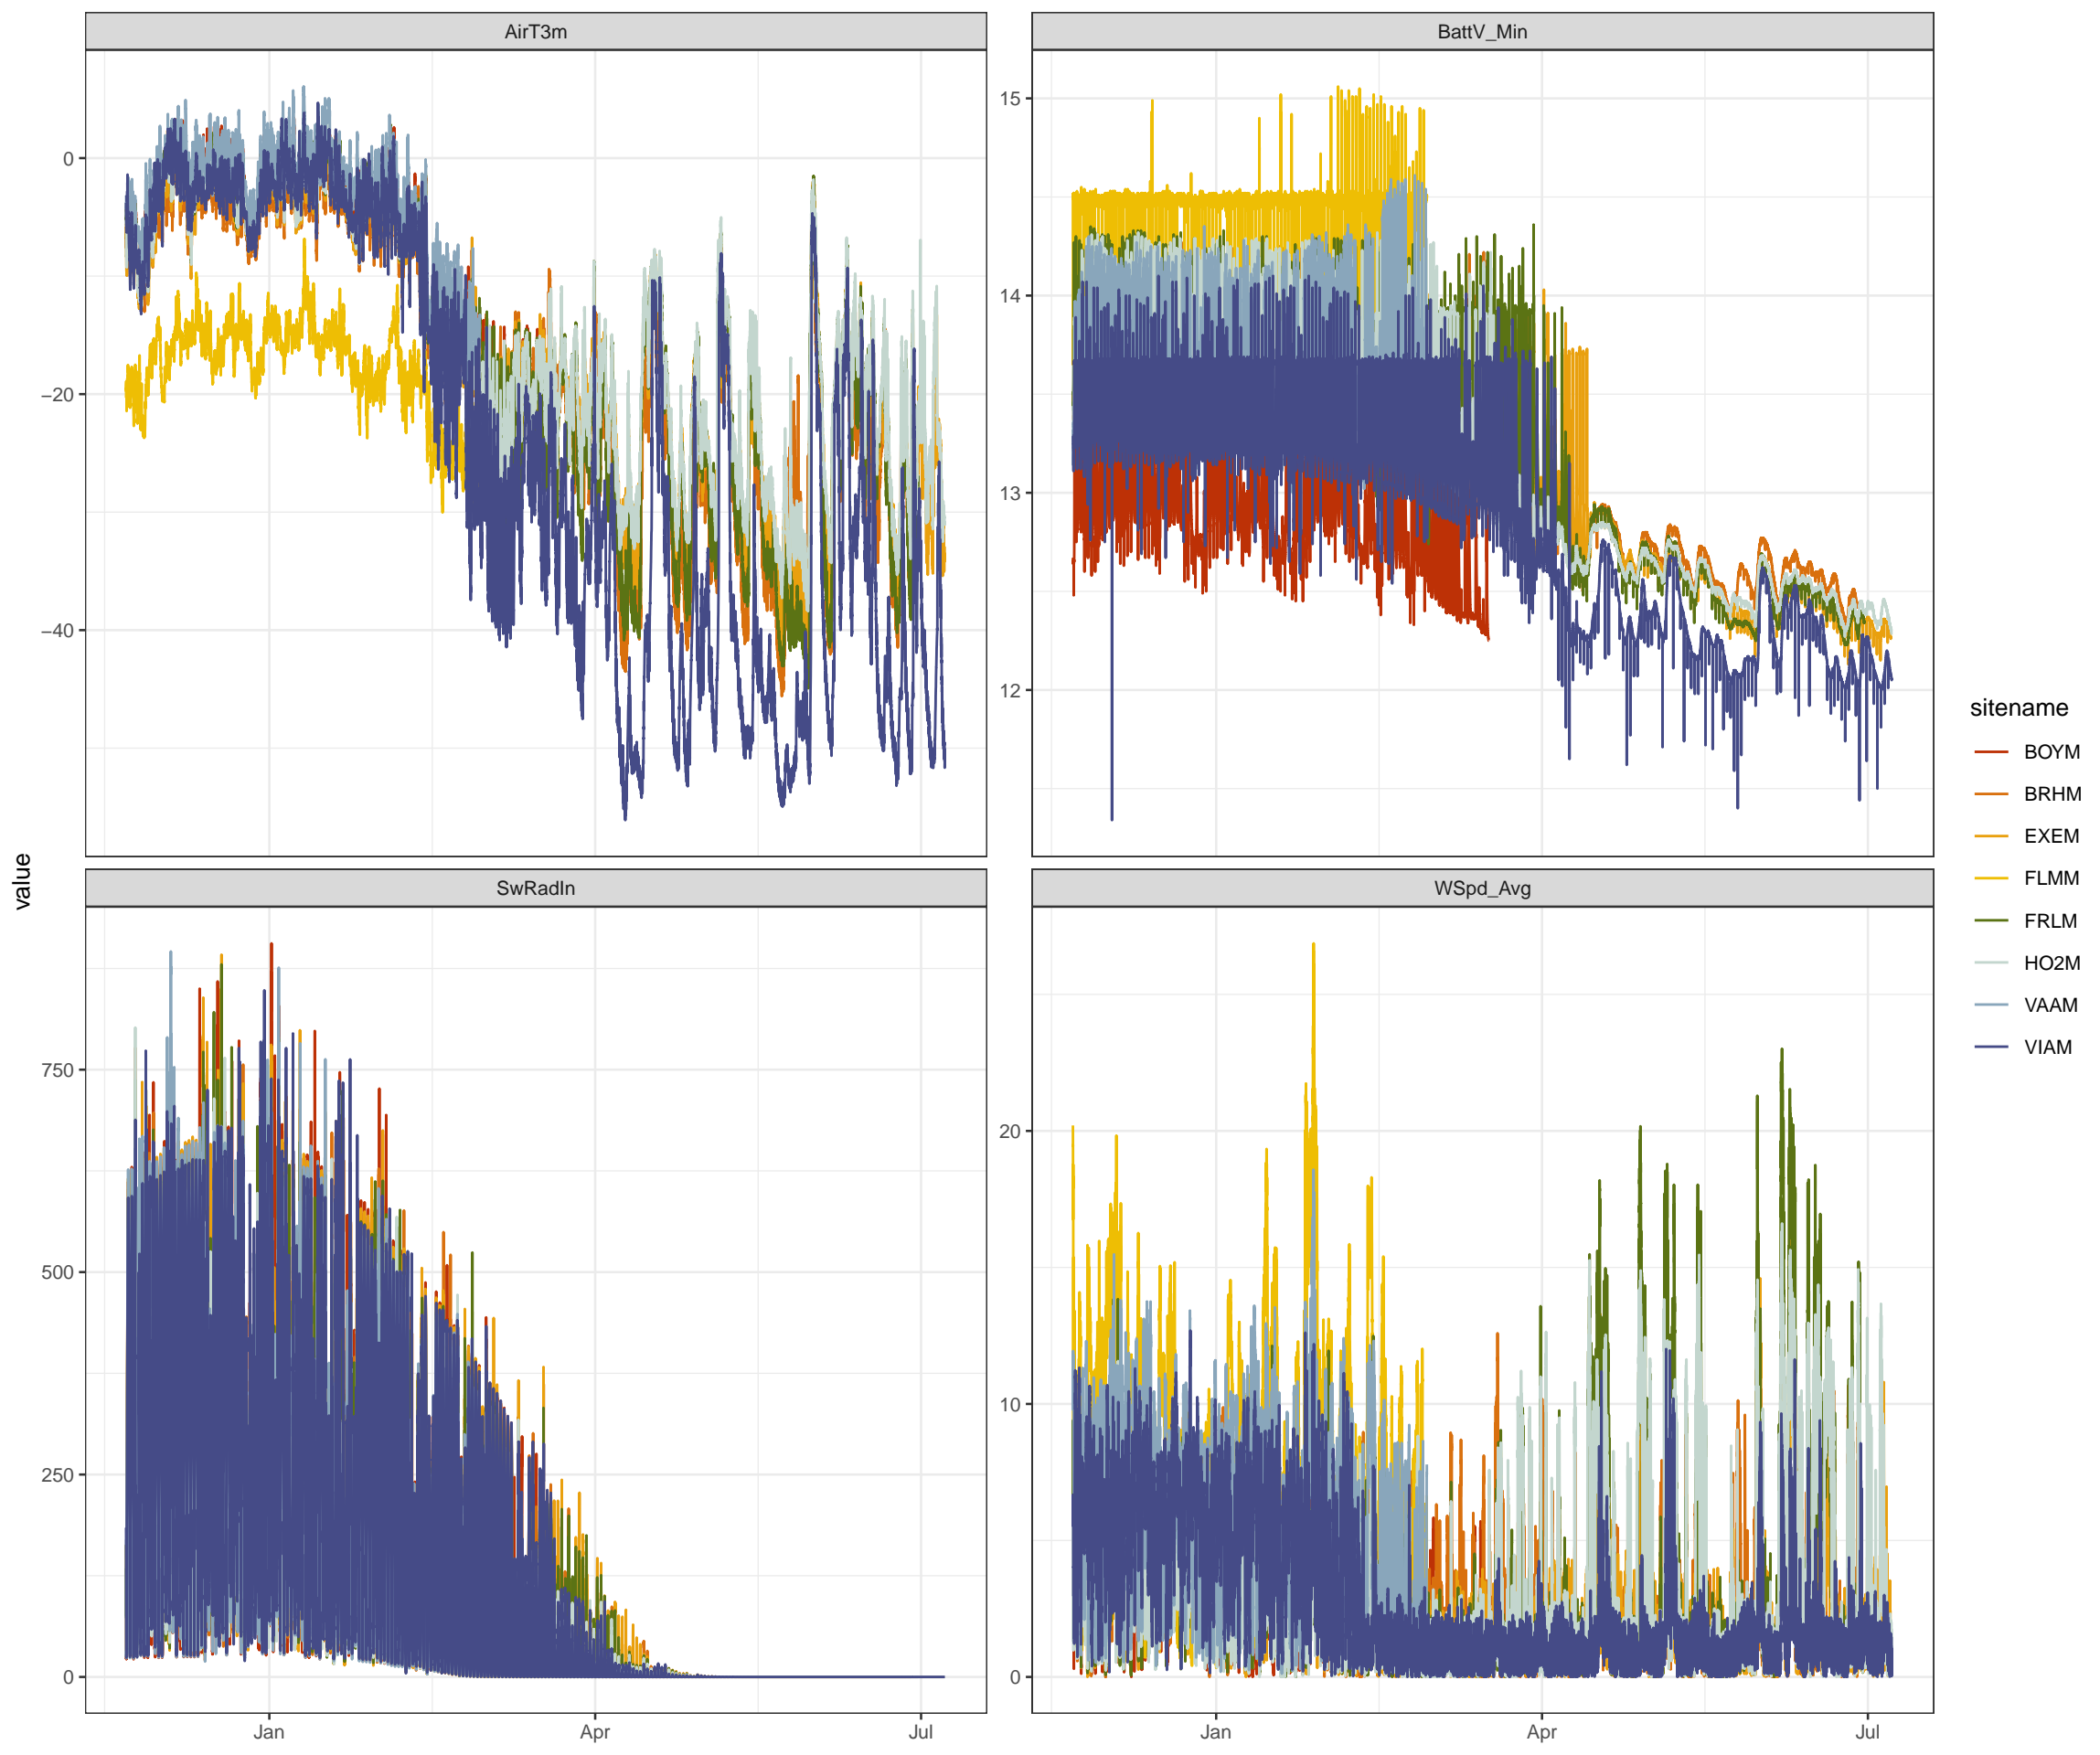 AirT3m
BattV_Min
0
−20
−40
15
14
13
12
value
SwRadIn
WSpd_Avg
750
500
250
0
20
10
0
Jan
Apr
Jul
Jan
Apr
Jul
sitename
BOYM
BRHM
EXEM
FLMM
FRLM
HO2M
VAAM
VIAM